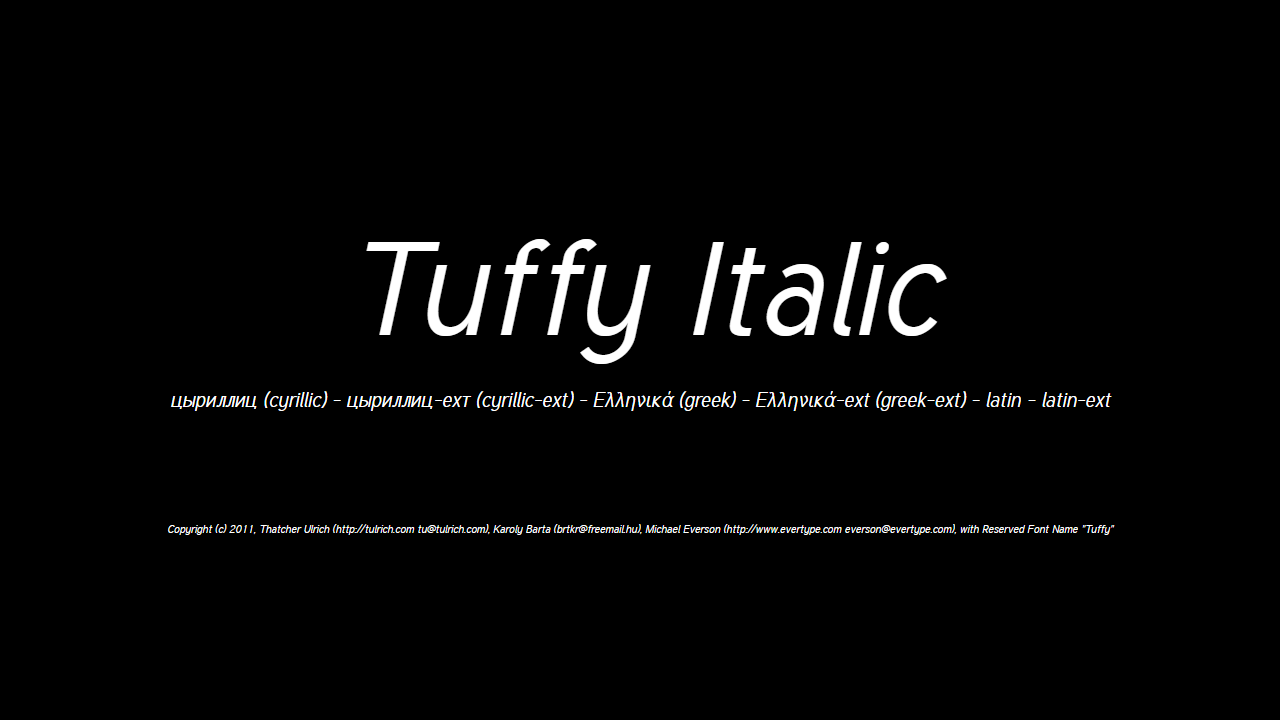 Tuffy Italic
цыриллиц (cyrillic) - цыриллиц-ехт (cyrillic-ext) - Ελληνικά (greek) - Ελληνικά-ext (greek-ext) - latin - latin-ext
Copyright (c) 2011, Thatcher Ulrich (http://tulrich.com tu@tulrich.com), Karoly Barta (brtkr@freemail.hu), Michael Everson (http://www.evertype.com everson@evertype.com), with Reserved Font Name "Tuffy"